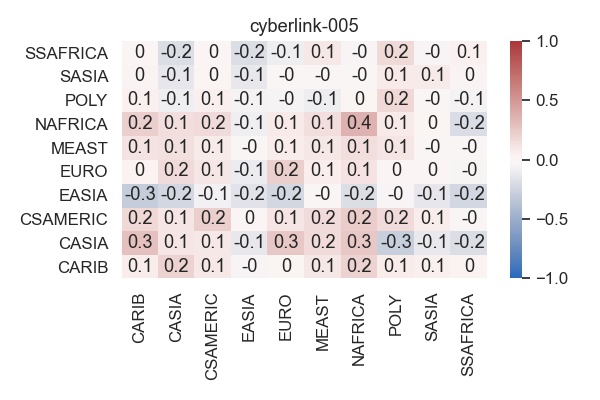 cyberlink-005
SSAFRICA 0 -0.2 0 -0.2 -0.1 0.1 -0 0.2 -0 0.1
SASIA 0 -0.1 0 -0.1 -0 -0 -0 0.1 0.1 0
POLY 0.1 -0.1 0.1 -0.1 -0 -0.1 0 0.2 -0 -0.1
NAFRICA 0.2 0.1 0.2 -0.1 0.1 0.1 0.4 0.1 0 -0.2
MEAST 0.1 0.1 0.1 -0 0.1 0.1 0.1 0.1 -0 -0
EURO 0 0.2 0.1 -0.1 0.2 0.1 0.1 0 0 -0
EASIA -0.3 -0.2 -0.1 -0.2 -0.2 -0 -0.2 -0 -0.1 -0.2
CSAMERIC 0.2 0.1 0.2 0 0.1 0.2 0.2 0.2 0.1 -0
CASIA 0.3 0.1 0.1 -0.1 0.3 0.2 0.3 -0.3 -0.1 -0.2
CARIB 0.1 0.2 0.1 -0 0 0.1 0.2 0.1 0.1 0
CARIB CASIA CSAMERIC EASIA EURO MEAST NAFRICA POLY SASIA SSAFRICA
1.0
0.5
0.0
−0.5
−1.0